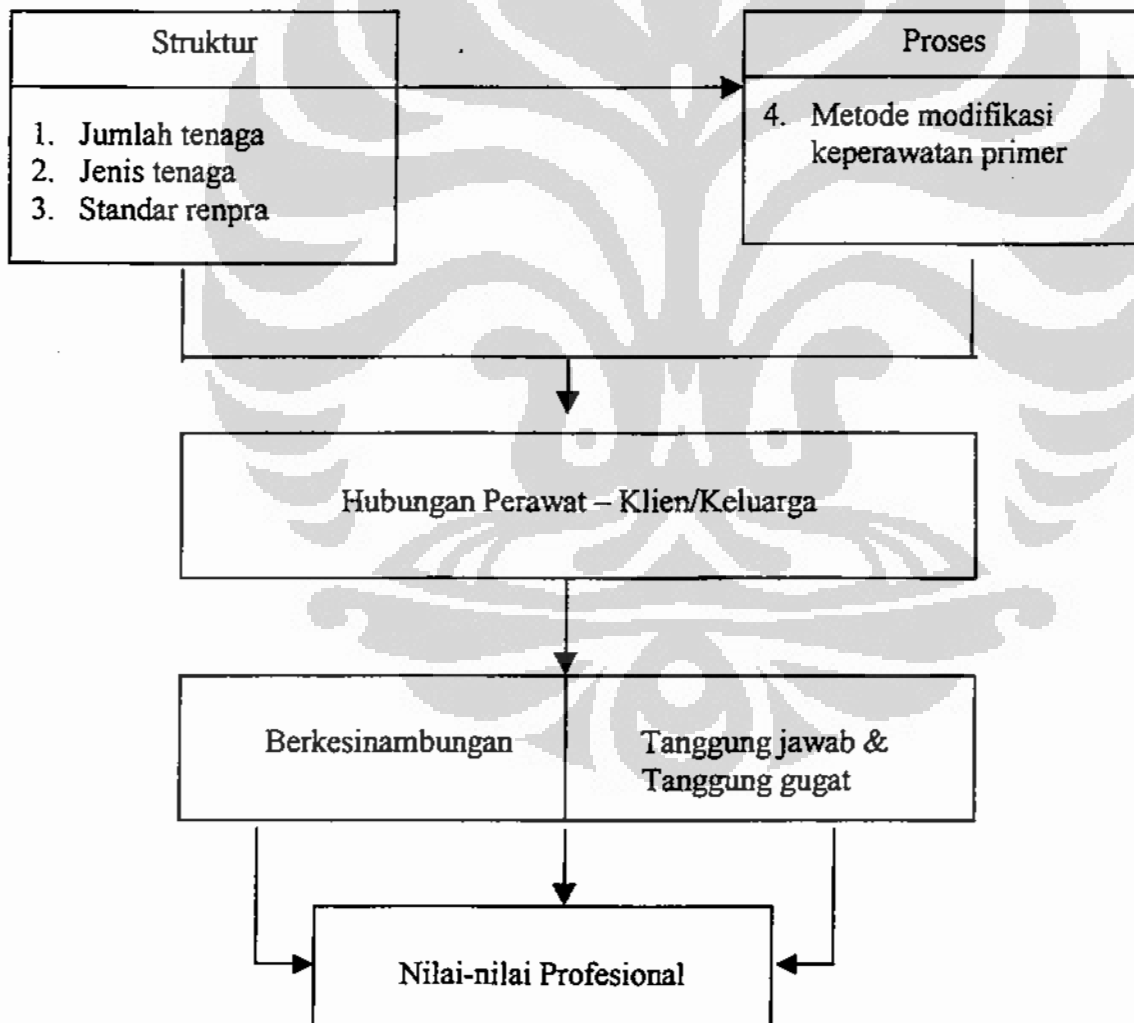 Struktur
1. Jumlah tenaga
2. Jenis tenaga
3. Standar renpra
Proses
4. Metode modifikasi
keperawatan primer
Hubungan Perawat – Klien/Keluarga
Berkesinambungan
Tanggung jawab &
Tanggung gugat
Nilai-nilai Profesional